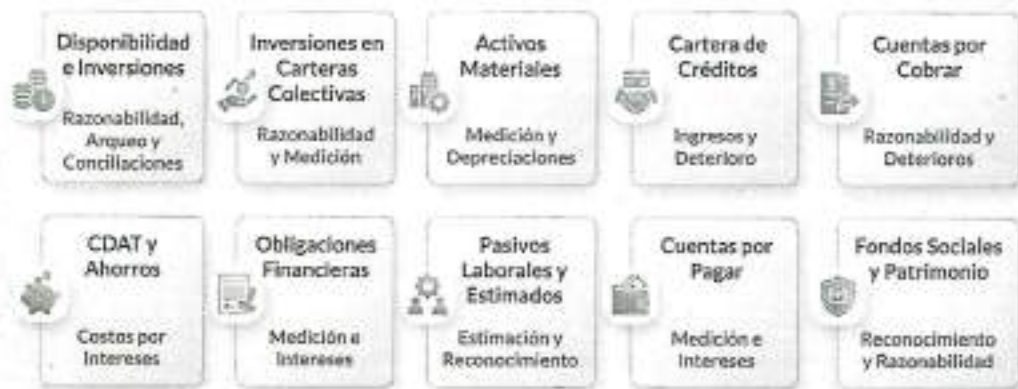 Disponibilidad
e Inversiones
Razonabilidad,
Arqueo y
Conciliaciones
Inversiones en
Carteras
Colectivas
Razonabilidad
y Medición
Activos
Materiales
Medición y
Depreciaciones
Cartera de
Créditos
Ingresos y
Deterioro
Cuentas por
Cobrar
Razonabilidad y
Deterioros
CDAT y
Ahorros
Costos por
Intereses
Obligaciones
Financieras
Medición e
Intereses
Pasivos
Laborales y
Estimados
Estimación y
Reconocimiento
Cuentas por
Pagar
Medición e
Intereses
Fondos Sociales
y Patrimonio
Reconocimiento
y Razonabilidad